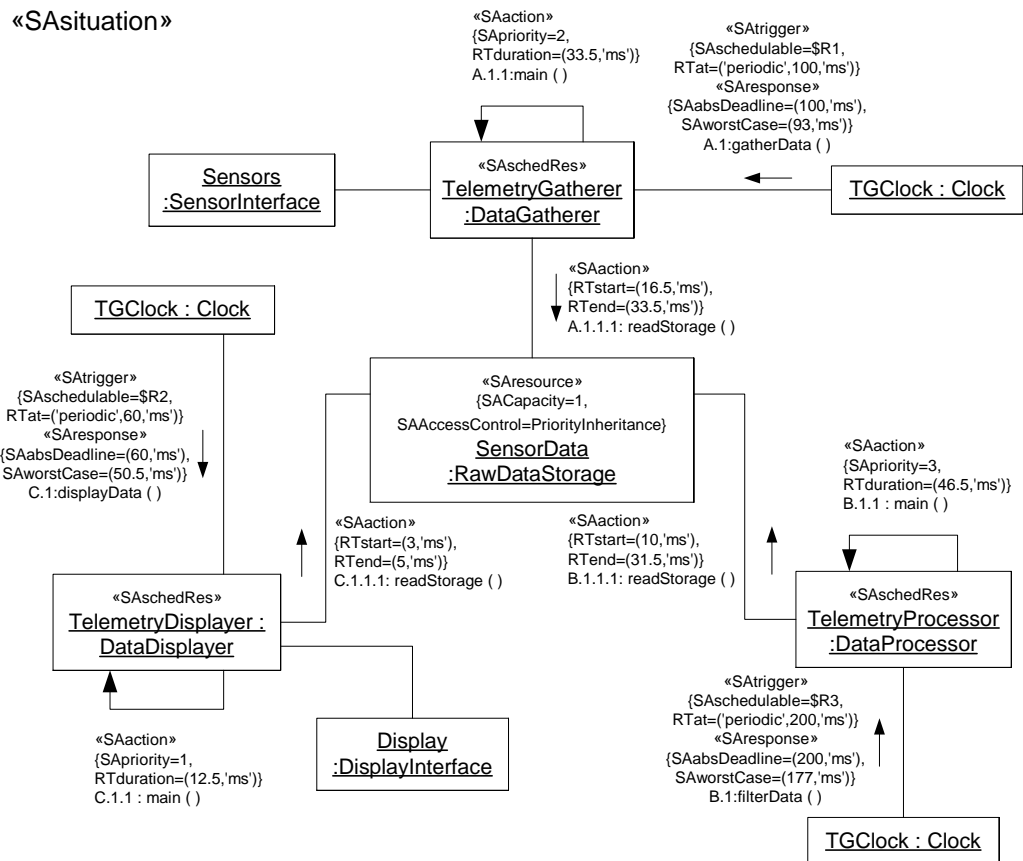 «SAsituation»
«SAaction»
{SApriority=2,
RTduration=(33.5,'ms')}
A.1.1:main ( )
«SAtrigger»
{SAschedulable=$R1,
RTat=('periodic',100,'ms')}
«SAresponse»
{SAabsDeadline=(100,'ms'),
SAworstCase=(93,'ms')}
A.1:gatherData ( )
Sensors
:SensorInterface
«SAschedRes»
TelemetryGatherer
:DataGatherer
TGClock : Clock
«SAaction»
{RTstart=(16.5,'ms'),
RTend=(33.5,'ms')}
A.1.1.1: readStorage ( )
TGClock : Clock
«SAtrigger»
{SAschedulable=$R2,
RTat=('periodic',60,'ms')}
«SAresponse»
{SAabsDeadline=(60,'ms'),
SAworstCase=(50.5,'ms')}
C.1:displayData ( )
«SAresource»
{SACapacity=1,
SAAccessControl=PriorityInheritance}
SensorData
:RawDataStorage
«SAaction»
{SApriority=3,
RTduration=(46.5,'ms')}
B.1.1 : main ( )
«SAaction»
{RTstart=(3,'ms'),
RTend=(5,'ms')}
C.1.1.1: readStorage ( )
«SAaction»
{RTstart=(10,'ms'),
RTend=(31.5,'ms')}
B.1.1.1: readStorage ( )
«SAschedRes»
TelemetryDisplayer :
DataDisplayer
«SAschedRes»
TelemetryProcessor
:DataProcessor
«SAaction»
{SApriority=1,
RTduration=(12.5,'ms')}
C.1.1 : main ( )
Display
:DisplayInterface
«SAtrigger»
{SAschedulable=$R3,
RTat=('periodic',200,'ms')}
«SAresponse»
{SAabsDeadline=(200,'ms'),
SAworstCase=(177,'ms')}
B.1:filterData ( )
TGClock : Clock